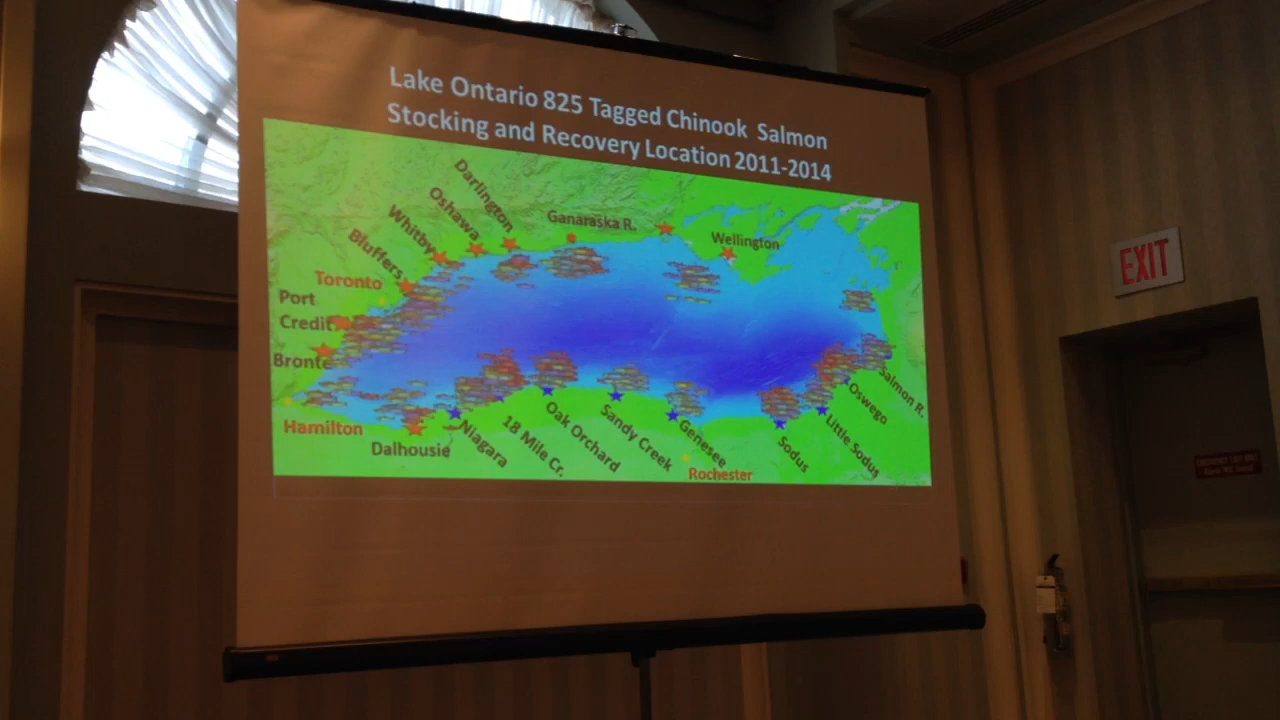 Lake Ontario 825 Tagged Chinook Salmon
Stocking and Recovery Location 2011-2014
Darlington
Oshawa
Whitby
Bluffers
Ganaraska R.
Wellington
Toronto
Port
Credit
Bronte
Hamilton
Dalhousie
Niagara
18 Mile Cr.
Oak Orchard
Sandy Creek
Genesee
Rochester
Sodus
Little Sodus
Oswego
Salmon R.
EXIT